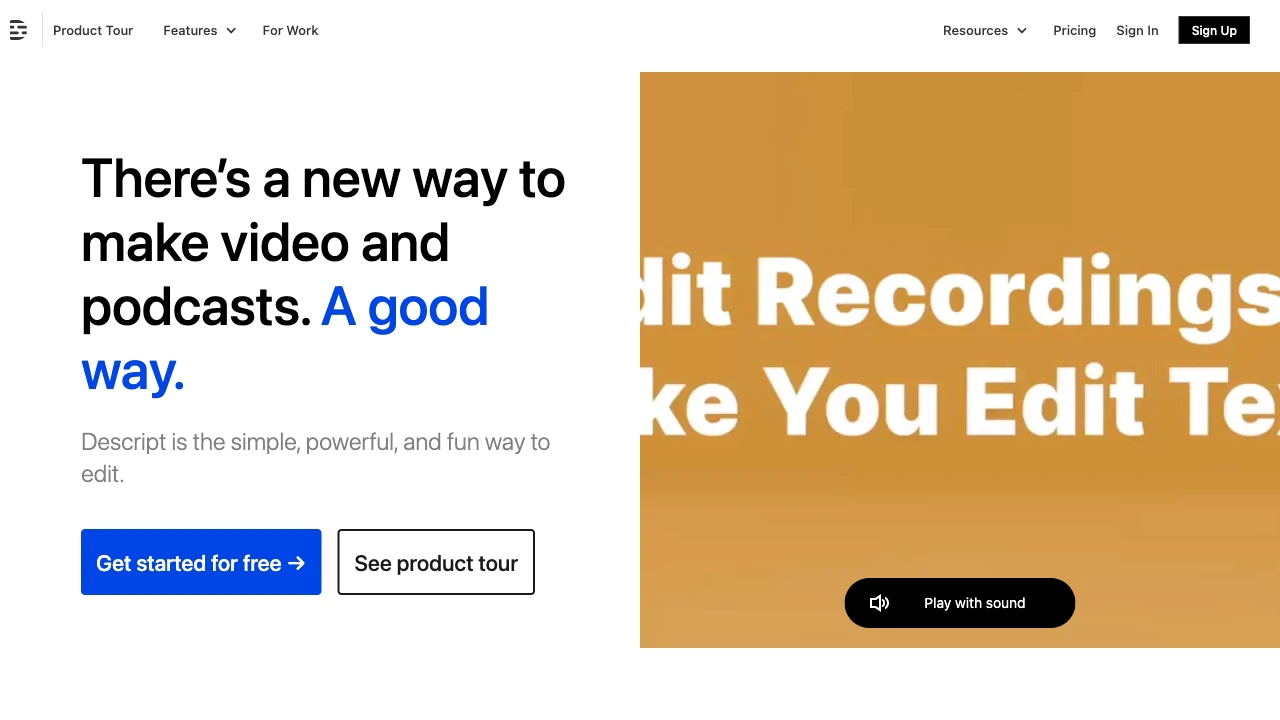 Product Tour
Features
For Work
Resources
Pricing
Sign In
Sign Up
There’s a new way to
make video and
podcasts. A good
way.
Descript is the simple, powerful, and fun way to
edit.
Get started for free →
See product tour
dit Recordings
ke You Edit Te
Play with sound